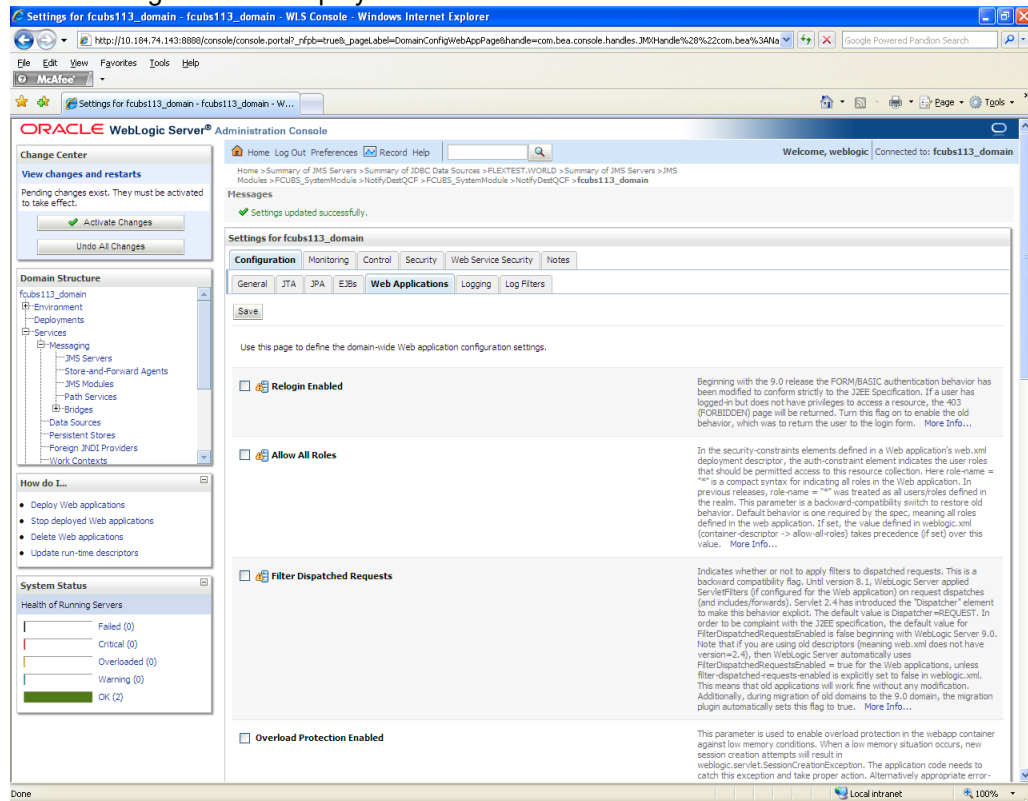 Settings for fcubs113_domain - fcubs113_domain - WLS Console - Windows Internet Explorer
http://10.184.74.143:8888/console/console.portal?_nfpb=true&_pageLabel=DomainConfigWebAppPage&handle=com.bea.console.handles.JMXHandle%28%22com.bea%3ANa
Google Powered Pandion Search
File Edit View Favorites Tools Help
McAfee
Settings for fcubs113_domain - fcubs113_domain - W...
Page Tools
ORACLE WebLogic Server® Administration Console
Change Center
View changes and restarts
Pending changes exist. They must be activated
to take effect.
Activate Changes
Undo All Changes
Domain Structure
fcubs113_domain
Environment
Deployments
Services
Messaging
JMS Servers
Store-and-Forward Agents
JMS Modules
Path Services
Bridges
Data Sources
Persistent Stores
Foreign JNDI Providers
Work Contexts
How do I...
Deploy Web applications
Stop deployed Web applications
Delete Web applications
Update run-time descriptors
System Status
Health of Running Servers
Failed (0)
Critical (0)
Overloaded (0)
Warning (0)
OK (2)
Home Log Out Preferences Record Help
Welcome, weblogic Connected to: fcubs113_domain
Home >Summary of JMS Servers >Summary of JDBC Data Sources >FLEXTEST.WORLD >Summary of JMS Servers >JMS
Modules >FCUBS_SystemModule >NotifyDestQCF >FCUBS_SystemModule >NotifyDestQCF >fcubs113_domain
Messages
Settings updated successfully.
Settings for fcubs113_domain
Configuration Monitoring Control Security Web Service Security Notes
General JTA JPA EJBs Web Applications Logging Log Filters
Save
Use this page to define the domain-wide Web application configuration settings.
Relogin Enabled
Beginning with the 9.0 release the FORM/BASIC authentication behavior has
been modified to conform strictly to the J2EE Specification. If a user has
logged-in but does not have privileges to access a resource, the 403
(FORBIDDEN) page will be returned. Turn this flag on to enable the old
behavior, which was to return the user to the login form. More Info...
Allow All Roles
In the security-constraints elements defined in a Web application's web.xml
deployment descriptor, the auth-constraint element indicates the user roles
that should be permitted access to this resource collection. Here role-name =
"*" is a compact syntax for indicating all roles in the Web application. In
previous releases, role-name = "*" was treated as all users/roles defined in
the realm. This parameter is a backward-compatibility switch to restore old
behavior. Default behavior is one required by the spec, meaning all roles
defined in the web application. If set, the value defined in weblogic.xml
(container-descriptor -> allow-all-roles) takes precedence (if set) over this
value. More Info...
Filter Dispatched Requests
Indicates whether or not to apply filters to dispatched requests. This is a
backward compatibility flag. Until version 8.1, WebLogic Server applied
ServletFilters (if configured for the Web application) on request dispatches
(and includes/forwards). Servlet 2.4 has introduced the "Dispatcher" element
to make this behavior explicit. The default value is Dispatcher=REQUEST. In
order to be complaint with the J2EE specification, the default value for
FilterDispatchedRequestsEnabled is false beginning with WebLogic Server 9.0.
Note that if you are using old descriptors (meaning web.xml does not have
version=2.4), then WebLogic Server automatically uses
FilterDispatchedRequestsEnabled = true for the Web applications, unless
filter-dispatched-requests-enabled is explicitly set to false in weblogic.xml.
This means that old applications will work fine without any modification.
Additionally, during migration of old domains to the 9.0 domain, the migration
plugin automatically sets this flag to true. More Info...
Overload Protection Enabled
This parameter is used to enable overload protection in the webapp container
against low memory conditions. When a low memory situation occurs, new
session creation attempts will result in
weblogic.servlet.SessionCreationException. The application code needs to
catch this exception and take proper action. Alternatively appropriate error-
Done
Local intranet
100%